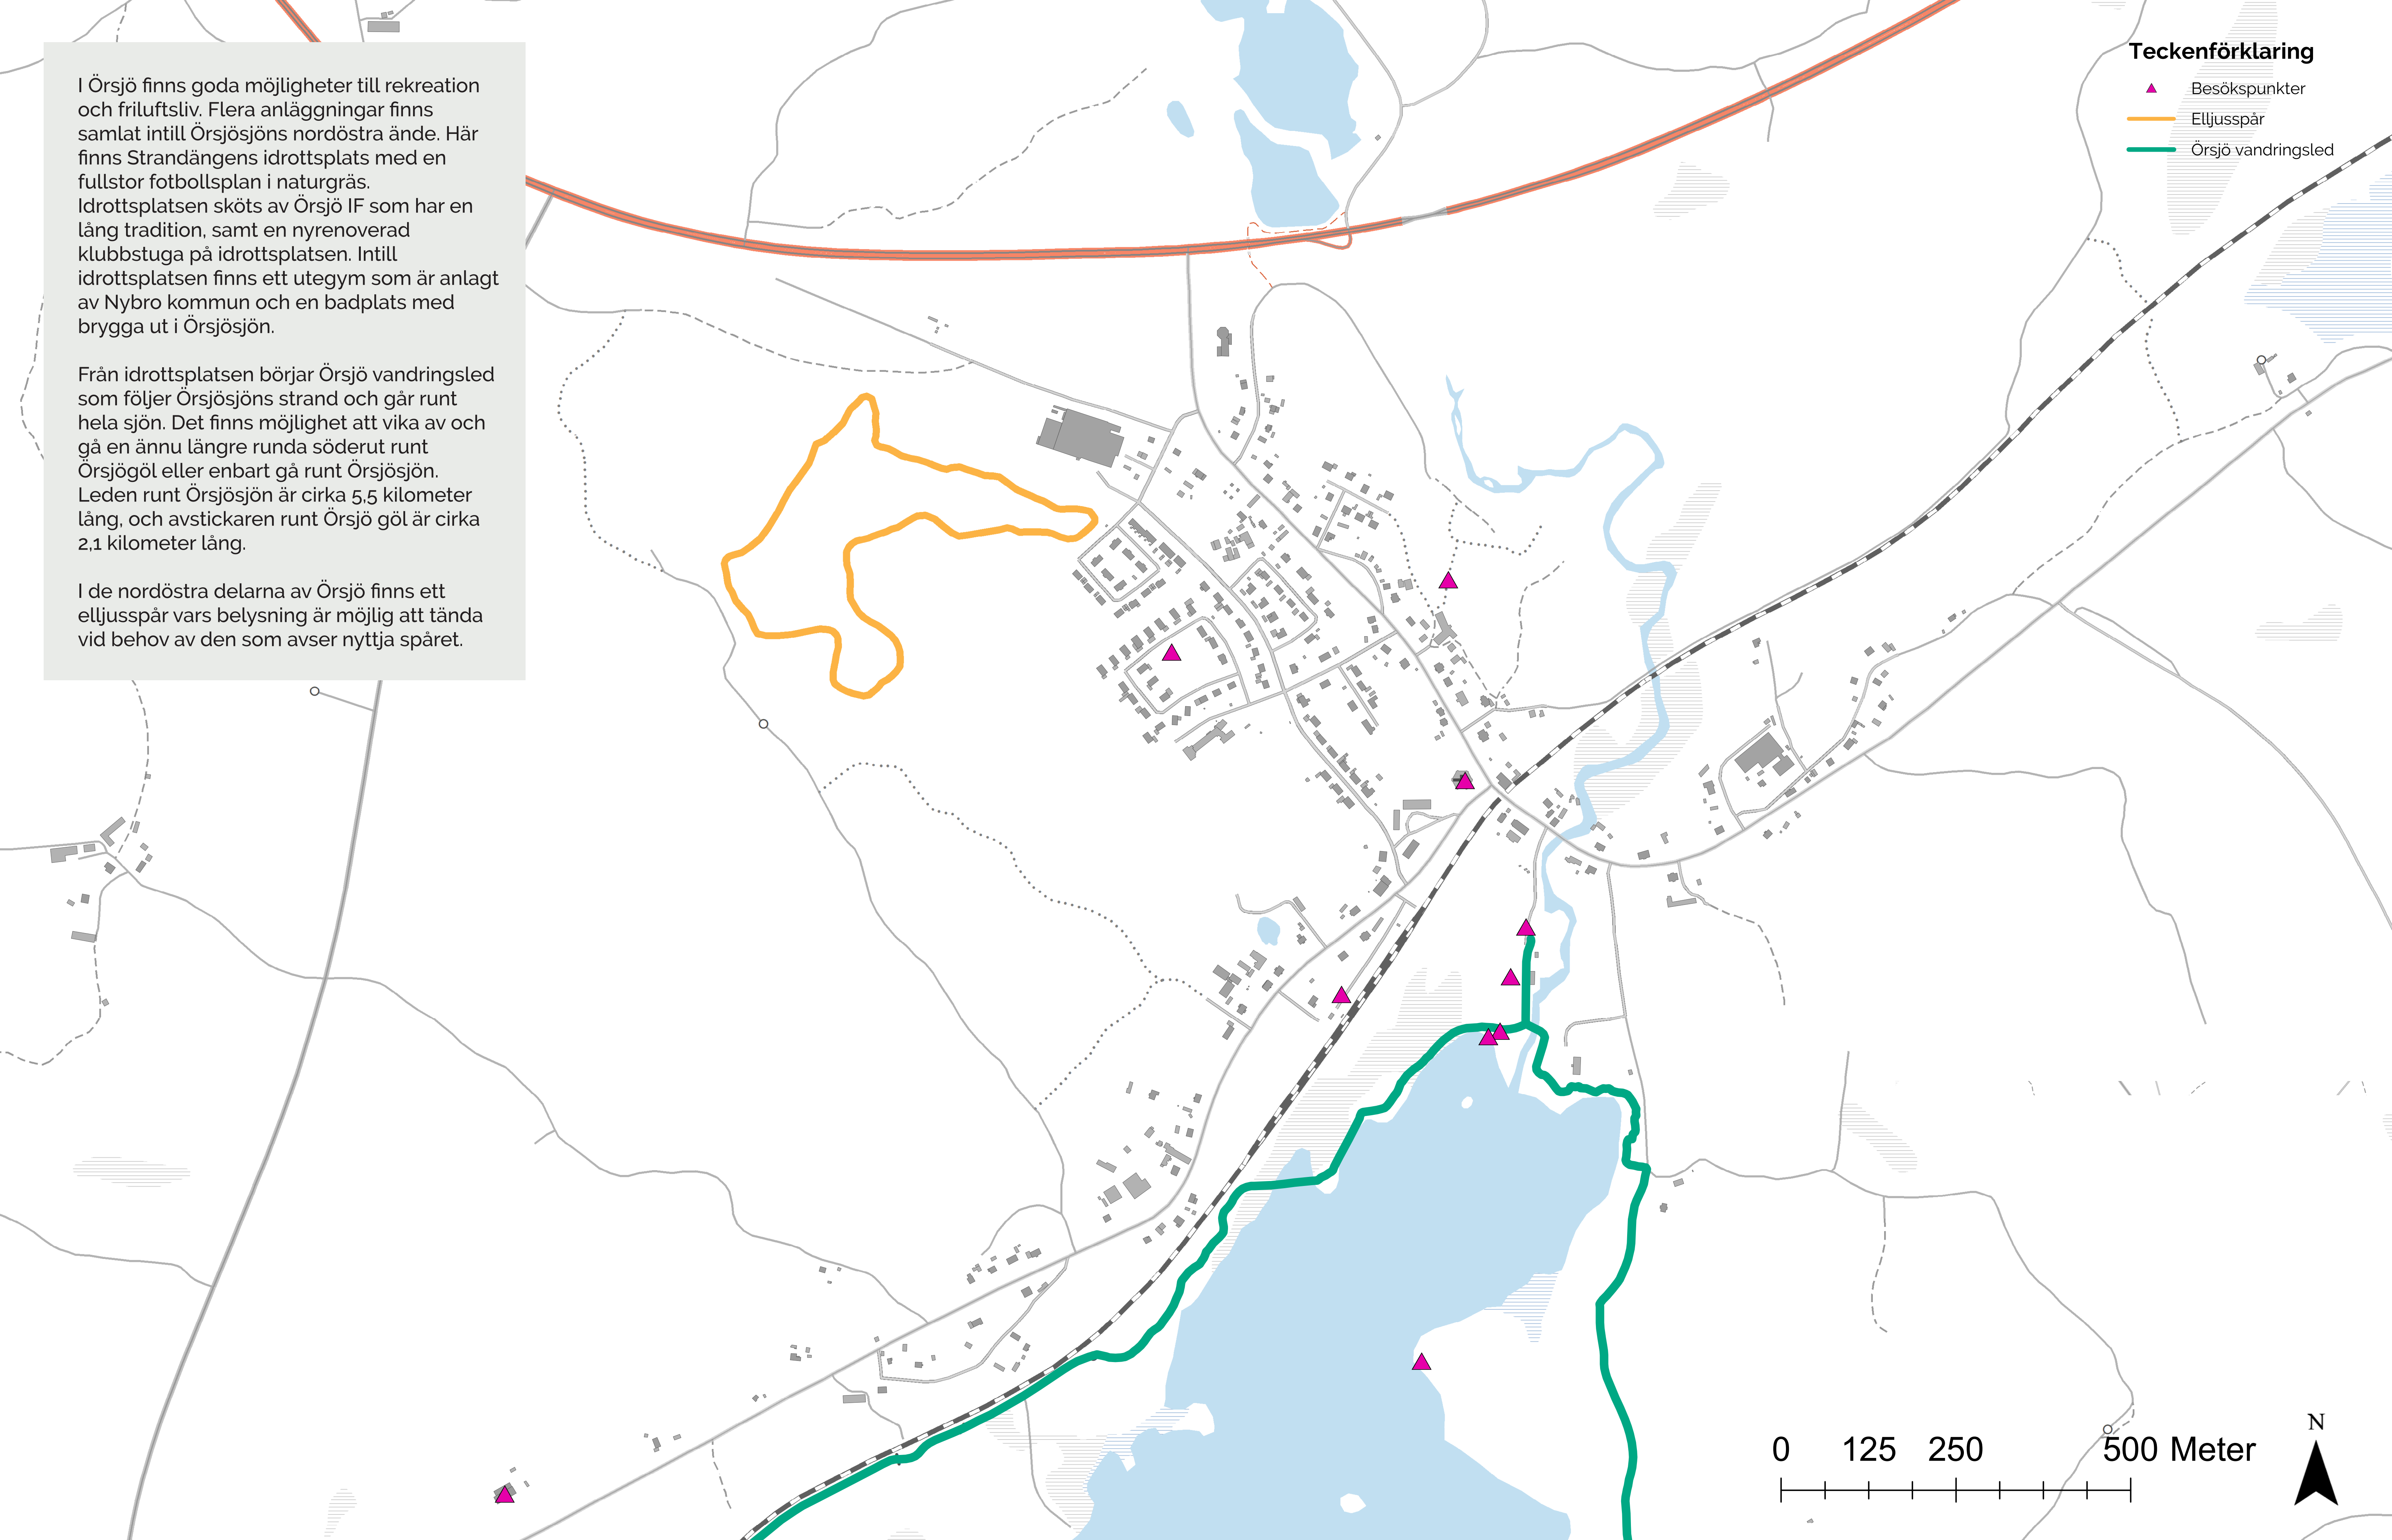 I Örsjö finns goda möjligheter till rekreation
och friluftsliv. Flera anläggningar finns
samlat intill Örsjösjöns nordöstra ände. Här
finns Strandängens idrottsplats med en
fullstor fotbollsplan i naturgräs.
Idrottsplatsen sköts av Örsjö IF som har en
lång tradition, samt en nyrenoverad
klubbstuga på idrottsplatsen. Intill
idrottsplatsen finns ett utegym som är anlagt
av Nybro kommun och en badplats med
brygga ut i Örsjösjön.
Från idrottsplatsen börjar Örsjö vandringsled
som följer Örsjösjöns strand och går runt
hela sjön. Det finns möjlighet att vika av och
gå en ännu längre runda söderut runt
Örsjögöl eller enbart gå runt Örsjösjön.
Leden runt Örsjösjön är cirka 5,5 kilometer
lång, och avstickaren runt Örsjö göl är cirka
2,1 kilometer lång.
I de nordöstra delarna av Örsjö finns ett
elljusspår vars belysning är möjlig att tända
vid behov av den som avser nyttja spåret.
Teckenförklaring
Besökspunkter
Elljusspår
Örsjö vandringsled
0 125 250 500 Meter
N